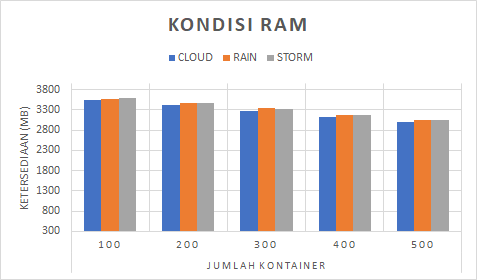 KONDISI RAM
CLOUD RAIN STORM
KETERSEDIAAN (MB)
3800
3300
2800
2300
1800
1300
800
300
100 200 300 400 500
JUMLAH KONTAINER